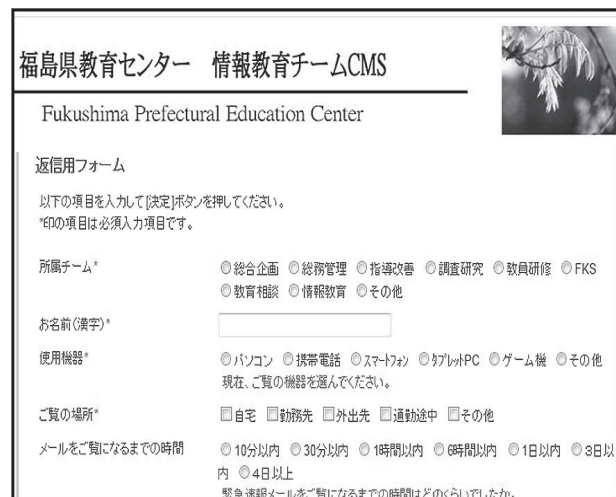 福島県教育センター 情報教育チームCMS
Fukushima Prefectural Education Center
返信用フォーム
以下の項目を入力して[決定]ボタンを押してください。
*印の項目は必須入力項目です。
所属チーム* ◎総合企画 ◎総務管理 ◎指導改善 ◎調査研究 ◎教員研修 ◎FKS
◎教育相談 ◎情報教育 ◎その他
お名前(漢字)*
使用機器* ◎パソコン ◎携帯電話 ◎スマートフォン ◎タブレットPC ◎ゲーム機 ◎その他
現在、ご覧の機器を選んでください。
ご覧の場所* □自宅 □勤務先 □外出先 □通勤途中 □その他
メールをご覧になるまでの時間 ◎10分以内 ◎30分以内 ◎1時間以内 ◎6時間以内 ◎1日以内 ◎3日以
内 ◎4日以上
緊急速報メールをご覧になるまでの時間はどのくらいでしたか。